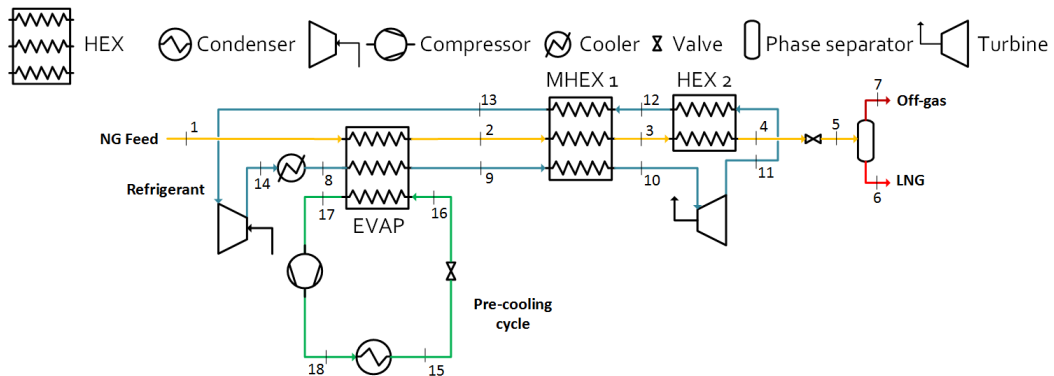 HEX
Condenser
Compressor
Cooler
Valve
Phase separator
Turbine
MHEX 1
HEX 2
7
Off-gas
13
12
1
2
3
4
5
NG Feed
Refrigerant
14
8
9
10
11
6
LNG
17
16
EVAP
Pre-cooling
cycle
18
15